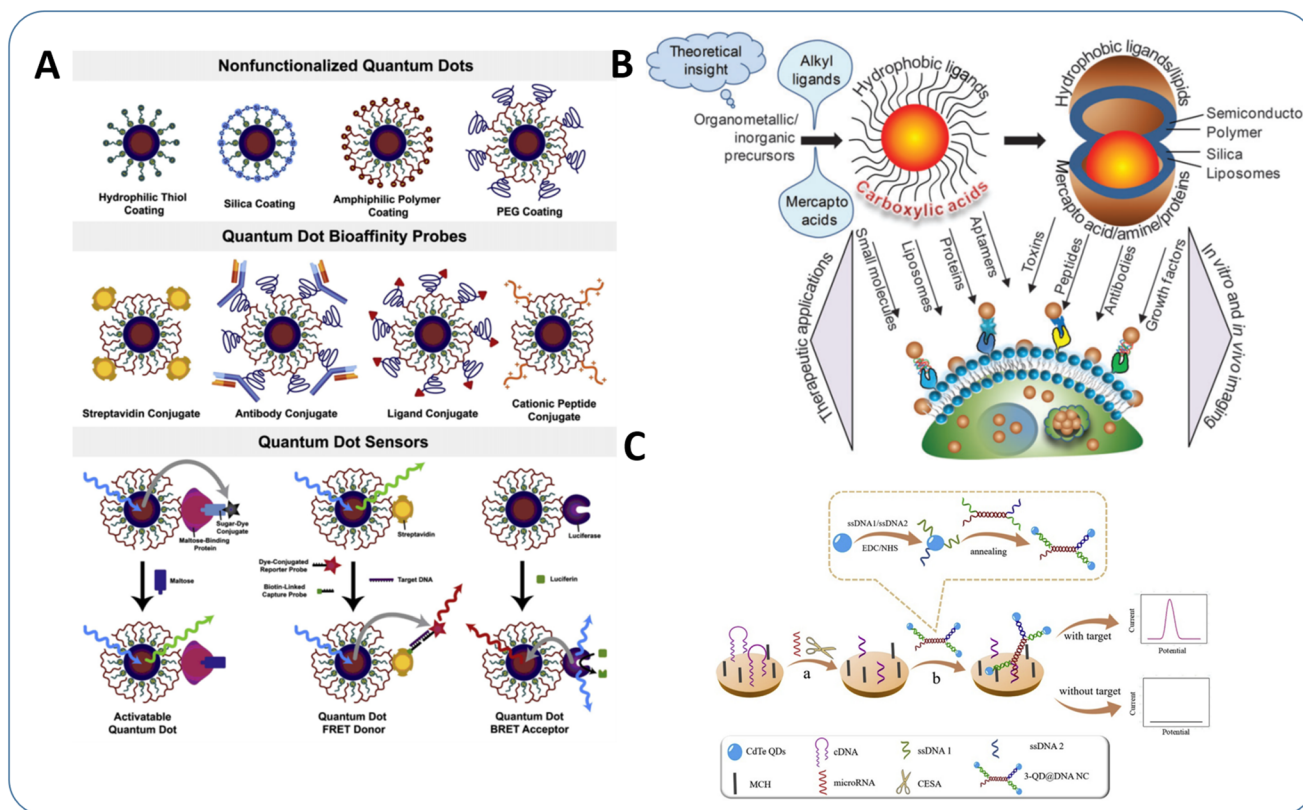 A
Nonfunctionalized Quantum Dots
Hydrophilic Thiol
Coating
Silica Coating
Amphiphilic Polymer
Coating
PEG Coating
Quantum Dot Bioaffinity Probes
Streptavidin Conjugate
Antibody Conjugate
Ligand Conjugate
Cationic Peptide
Conjugate
Quantum Dot Sensors
Sugar-Dye
Conjugate
Maltose-Binding
Protein
Maltose
Streptavidin
Dye-Conjugated
Reporter Probe
Biotin-Linked
Capture Probe
Target DNA
Luciferase
Luciferin
Activatable
Quantum Dot
Quantum Dot
FRET Donor
Quantum Dot
BRET Acceptor
B
Theoretical
insight
Alkyl
ligands
Organometallic/
inorganic
precursors
Mercapto
acids
Hydrophobic ligands
Carboxylic acids
Hydrophobic ligands/lipids
Semiconducto
Polymer
Silica
Liposomes
Mercapto acid/amine/proteins
Small molecules
Liposomes
Proteins
Aptamers
Toxins
Peptides
Antibodies
Growth factors
Therapeutic applications
In vitro and in vivo imaging
C
ssDNA1/ssDNA2
EDC/NHS
annealing
a
b
with target
without target
Current
Potential
Current
Potential
CdTe QDs
cDNA
ssDNA 1
ssDNA 2
MCH
microRNA
CESA
3-QD@DNA NC